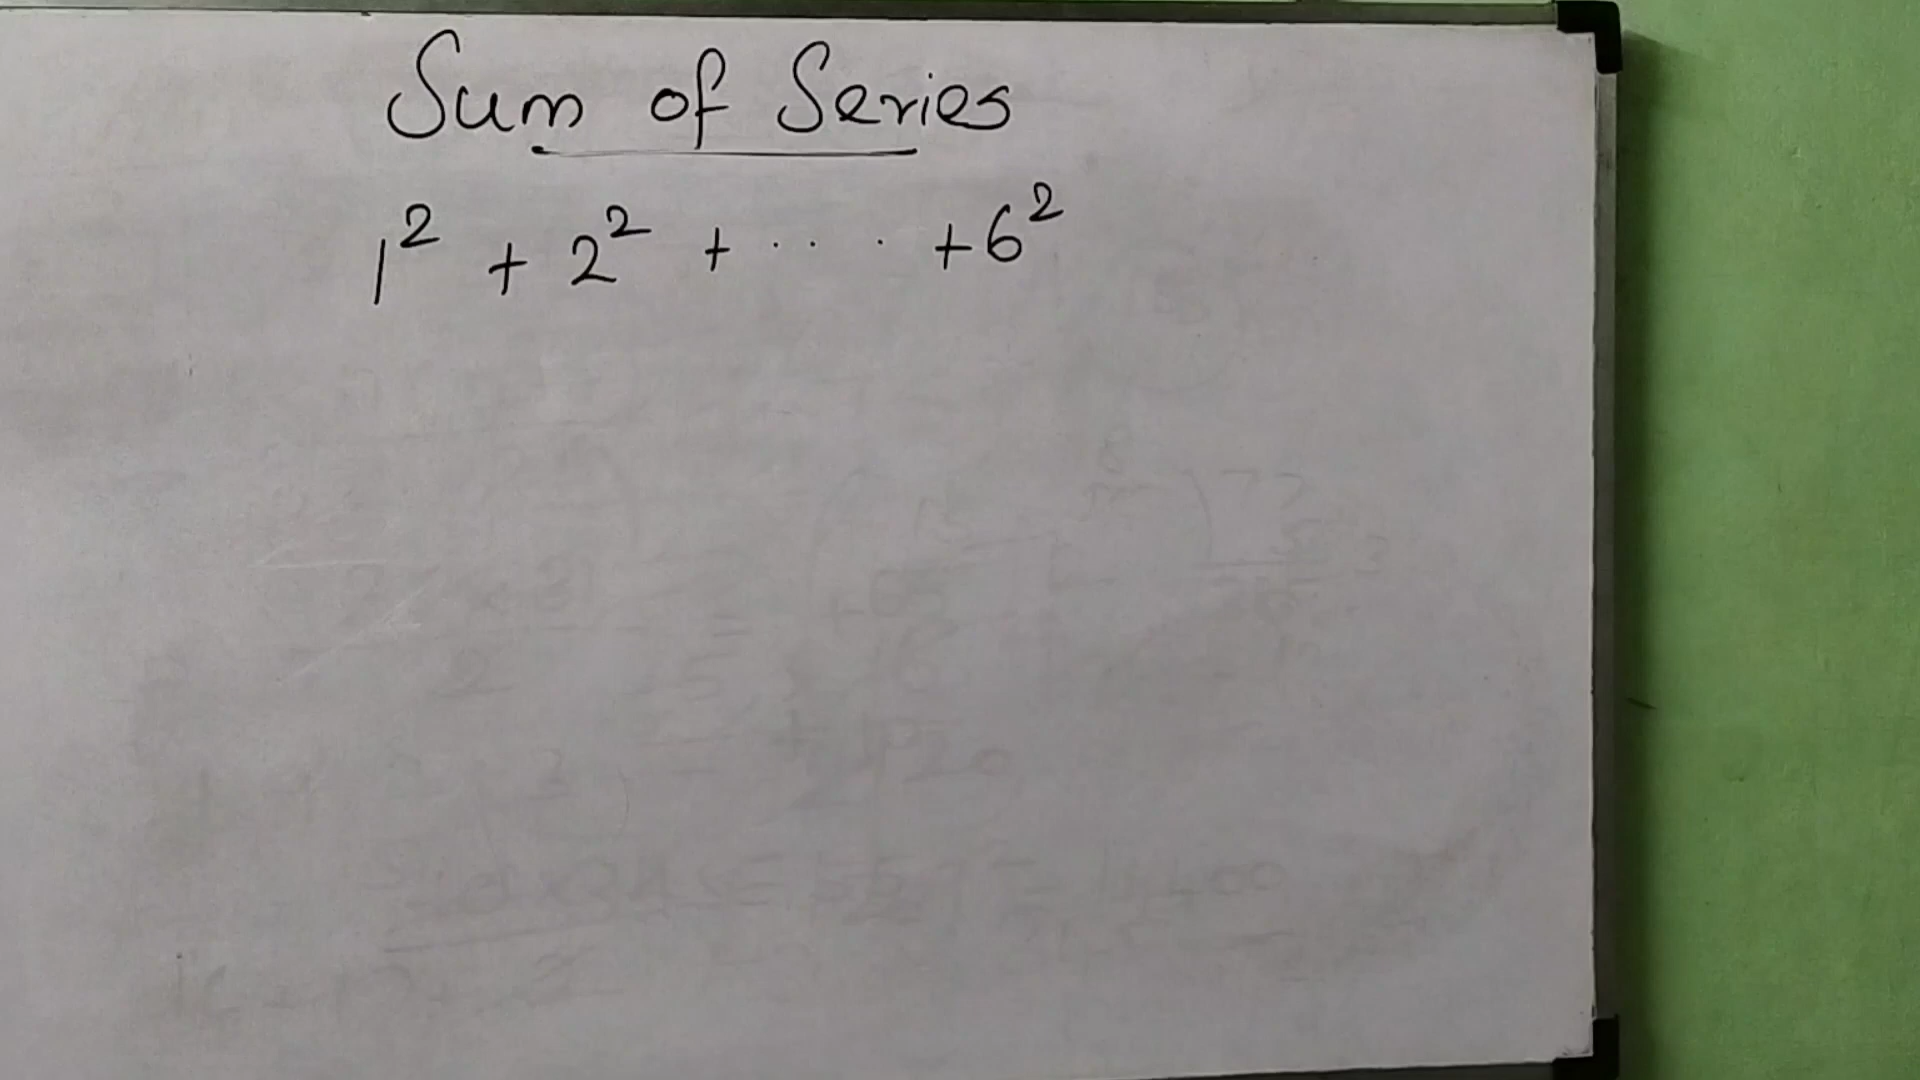 Sum of Series
1² + 2² + . . . . +6²